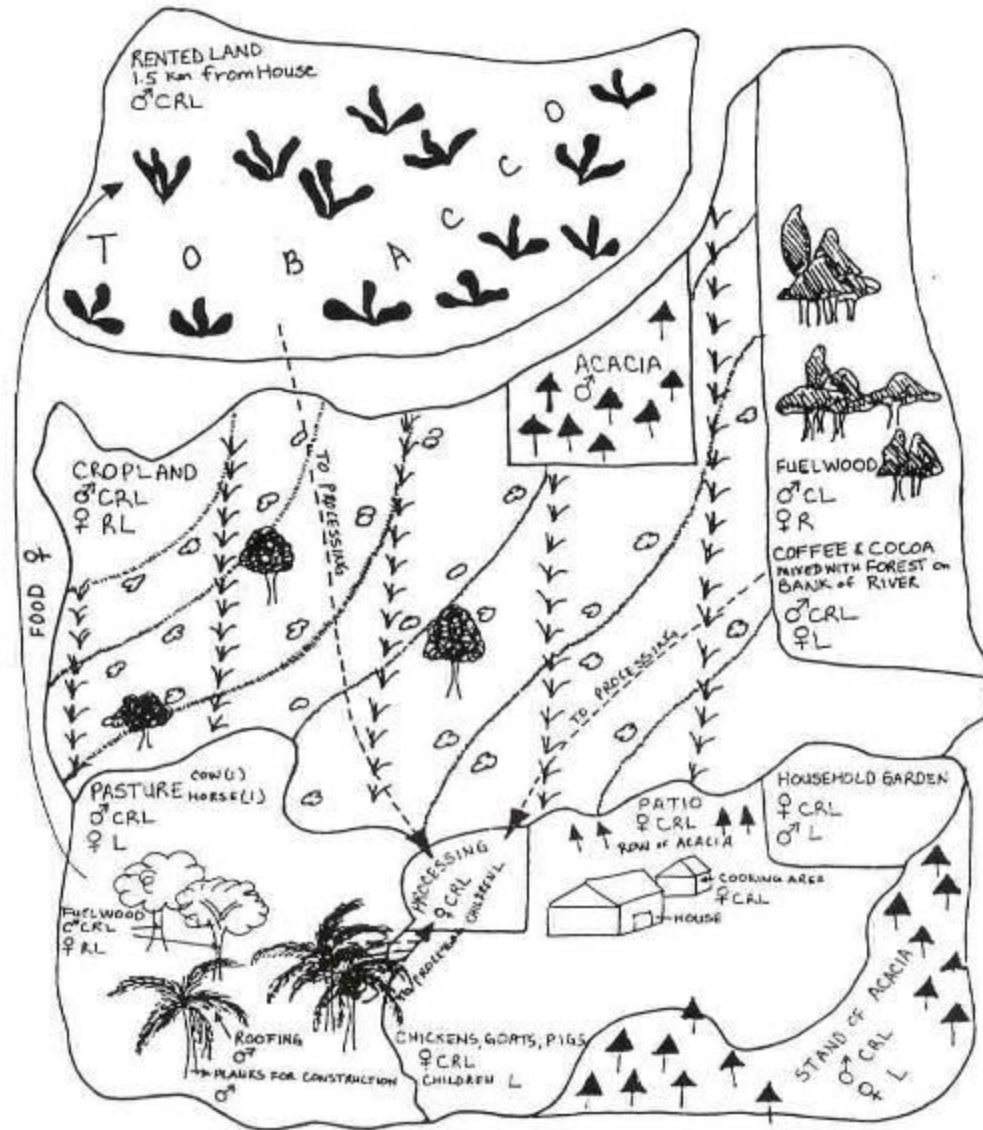 RENTED LAND
1.5 Km from House
♂ CRL
TOBACCO
ACACIA
♂
CROPLAND
♂ CRL
♀ RL
TO PROCESSING
FOOD ♀
FUELWOOD
♂ CL
♀ R
COFFEE & COCOA
MIXED WITH FOREST on
BANK OF RIVER
♂ CRL
♀ L
TO PROCESSING
PASTURE COW(1)
HORSE(1)
♂ CRL
♀ L
FUELWOOD
♂ CRL
♀ RL
ROOFING
♂
PLANKS FOR CONSTRUCTION
♂
PROCESSING
♀ CRL
CHILDREN L
TO PROCESSING
PATIO
♀ CRL
ROW OF ACACIA
COOKING AREA
♀ CRL
HOUSE
HOUSEHOLD GARDEN
♀ CRL
♂ L
CHICKENS, GOATS, PIGS
♀ CRL
CHILDREN L
STAND OF ACACIA
♂ CRL
♀ L